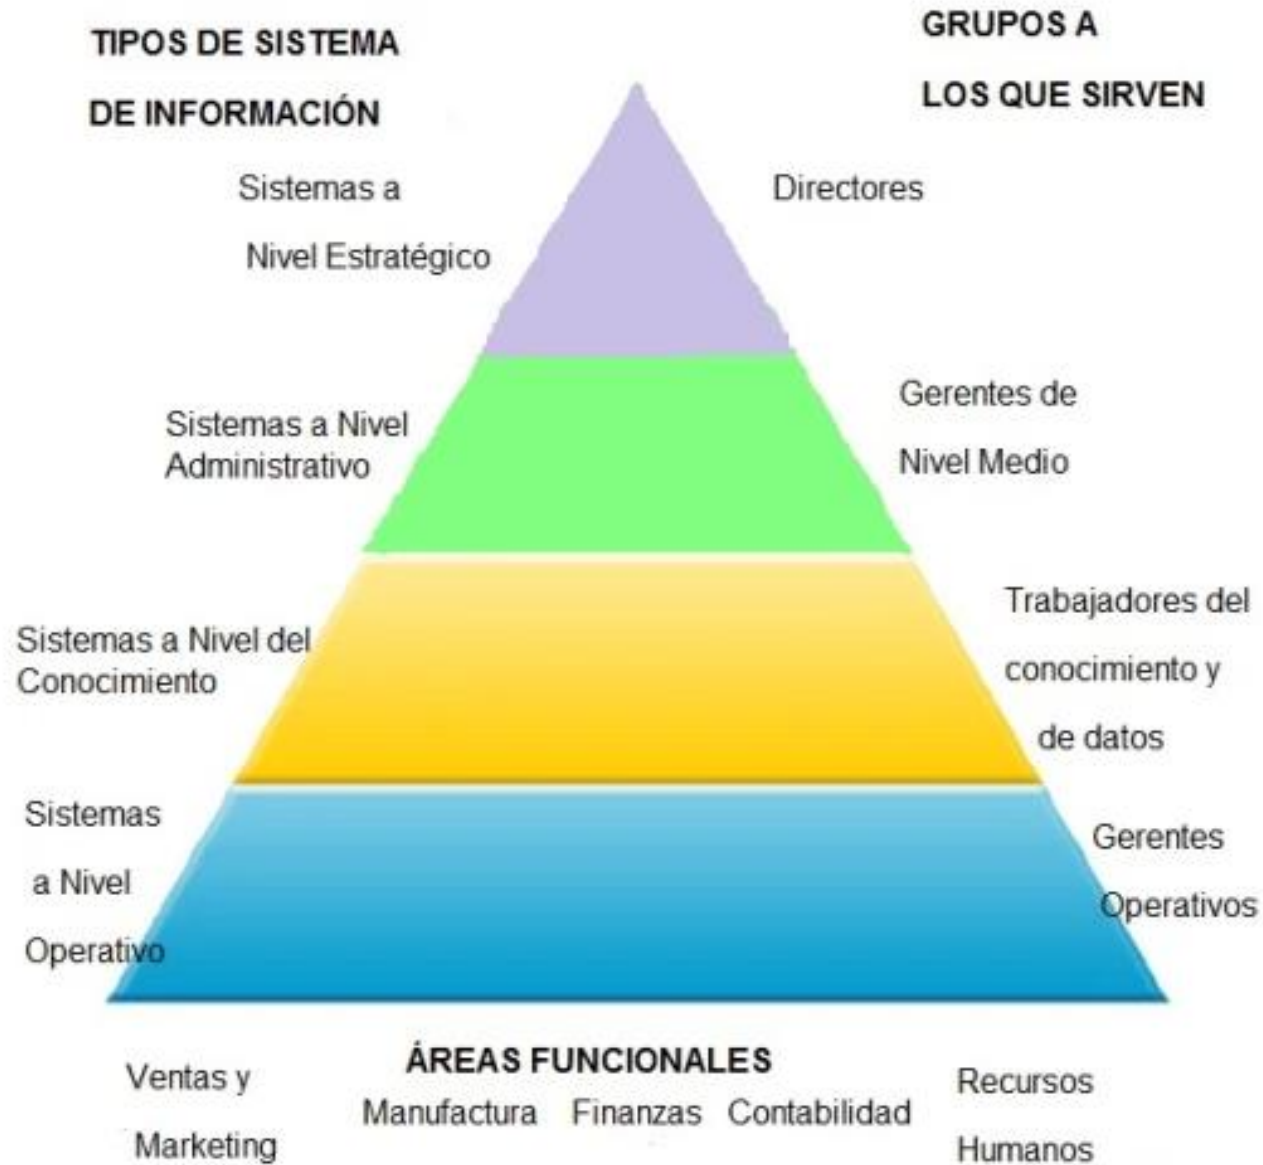 TIPOS DE SISTEMA
DE INFORMACIÓN
GRUPOS A
LOS QUE SIRVEN
Sistemas a
Nivel Estratégico
Directores
Sistemas a Nivel
Administrativo
Gerentes de
Nivel Medio
Sistemas a Nivel del
Conocimiento
Trabajadores del
conocimiento y
de datos
Sistemas
a Nivel
Operativo
Gerentes
Operativos
ÁREAS FUNCIONALES
Ventas y
Marketing
Manufactura
Finanzas
Contabilidad
Recursos
Humanos